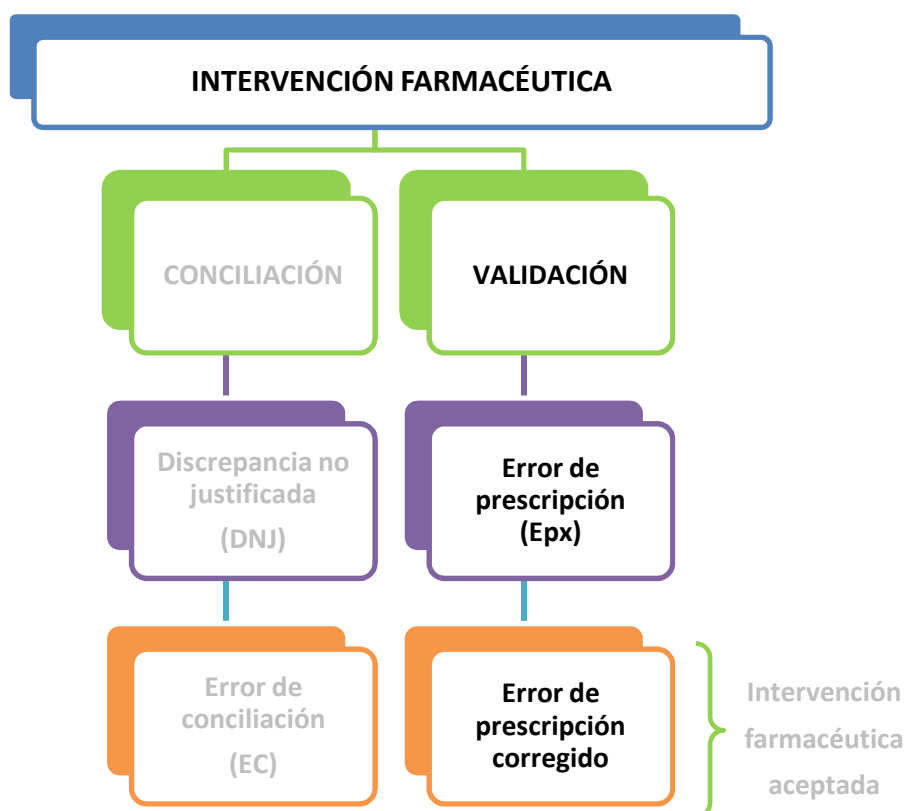 INTERVENCIÓN FARMACÉUTICA
CONCILIACIÓN
VALIDACIÓN
Discrepancia no
justificada
(DNJ)
Error de
prescripción
(Epx)
Error de
conciliación
(EC)
Error de
prescripción
corregido
Intervención
farmacéutica
aceptada